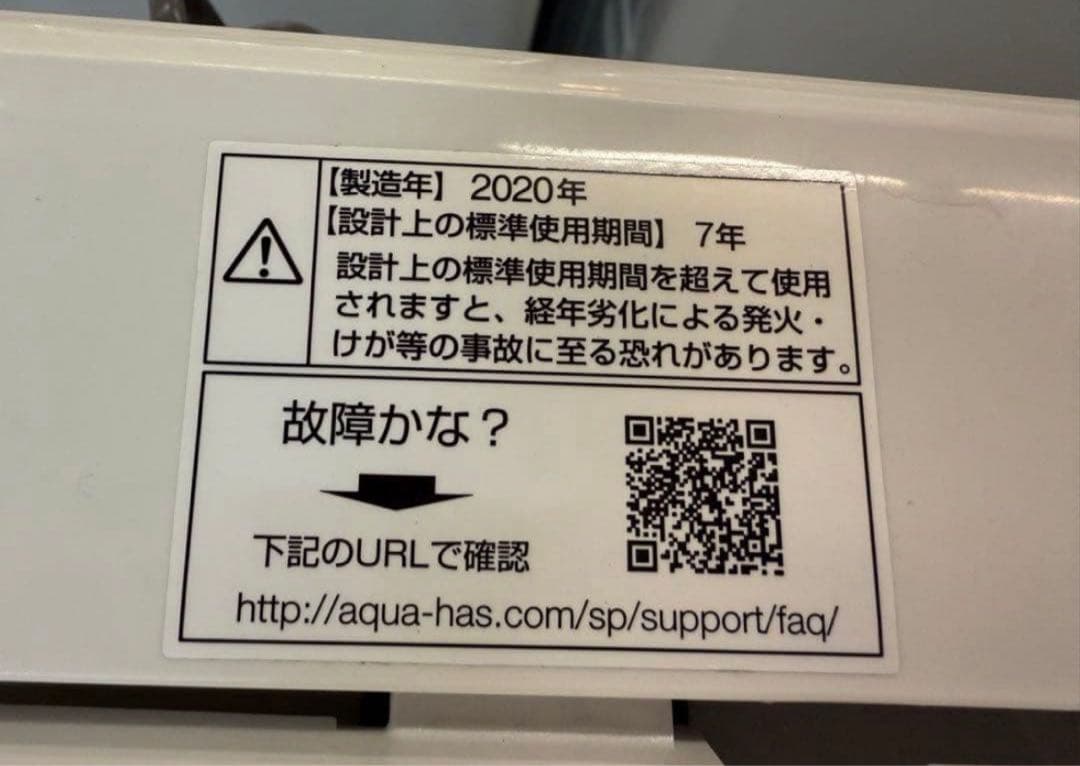 【製造年】 2020年
【設計上の標準使用期間】 7年
設計上の標準使用期間を超えて使用
されますと、経年劣化による発火・
けが等の事故に至る恐れがあります。
故障かな？
下記のURLで確認
http://aqua-has.com/sp/support/faq/